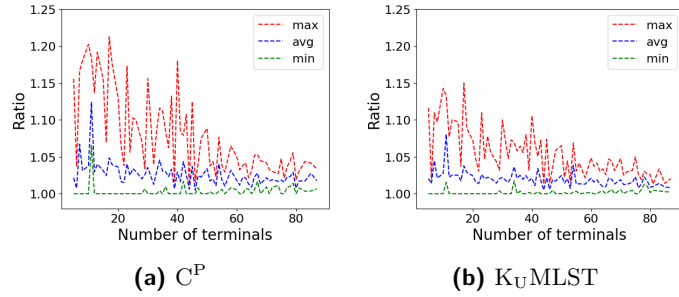 1.25
1.20
1.15
1.10
1.05
1.00
Ratio
max
avg
min
20 40 60 80
Number of terminals
(a) C^P
1.25
1.20
1.15
1.10
1.05
1.00
Ratio
max
avg
min
20 40 60 80
Number of terminals
(b) K_UMLST